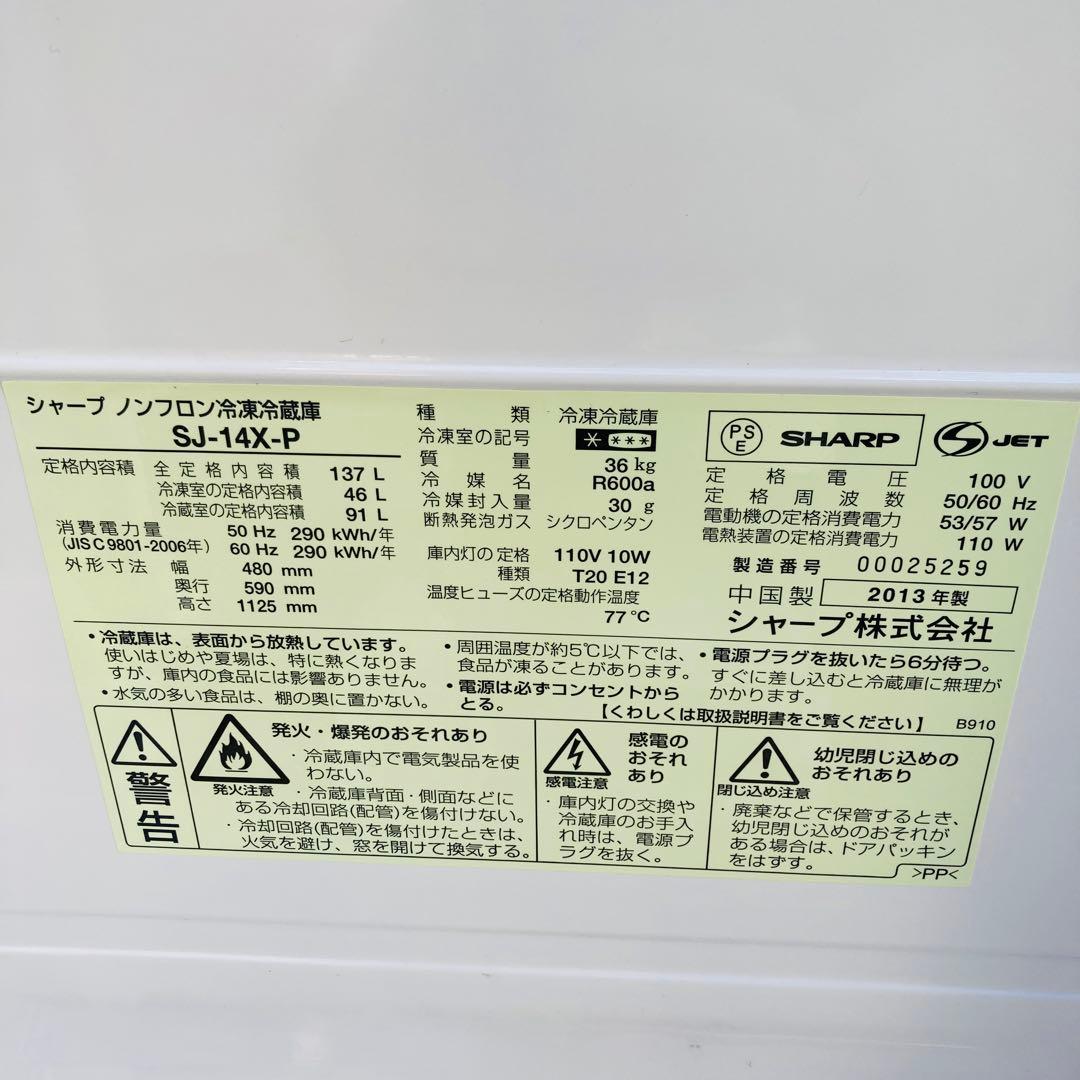 シャープ ノンフロン冷凍冷蔵庫
SJ-14X-P
定格内容積 全定格内容積 137 L
冷凍室の定格内容積 46 L
冷蔵室の定格内容積 91 L
消費電力量 50 Hz 290 kWh/年
(JIS C 9801-2006年) 60 Hz 290 kWh/年
外形寸法 幅 480 mm
奥行 590 mm
高さ 1125 mm
種類 冷凍冷蔵庫
冷凍室の記号 * ***
質量 36 kg
冷媒名 R600a
冷媒封入量 30 g
断熱発泡ガス シクロペンタン
庫内灯の定格 110V 10W
種類 T20 E12
温度ヒューズの定格動作温度
77℃
PSE SHARP S JET
定格電圧 100 V
定格周波数 50/60 Hz
電動機の定格消費電力 53/57 W
電熱装置の定格消費電力 110 W
製造番号 00025259
中国製 2013年製
シャープ株式会社
・冷蔵庫は、表面から放熱しています。
使いはじめや夏場は、特に熱くなりま
すが、庫内の食品には影響ありません。
・水気の多い食品は、棚の奥に置かない。
・周囲温度が約5℃以下では、
食品が凍ることがあります。
・電源は必ずコンセントから
とる。
・電源プラグを抜いたら6分待つ。
すぐに差し込むと冷蔵庫に無理が
かかります。
【くわしくは取扱説明書をご覧ください】 B910
警告
発火注意
発火・爆発のおそれあり
・冷蔵庫内で電気製品を使
わない。
・冷蔵庫背面・側面などに
ある冷却回路(配管)を傷付けない。
・冷却回路(配管)を傷付けたときは、
火気を避け、窓を開けて換気する。
感電注意
感電の
おそれ
あり
・庫内灯の交換や
冷蔵庫のお手入
れ時は、電源プ
ラグを抜く。
閉じ込め注意
幼児閉じ込めの
おそれあり
・廃棄などで保管するとき、
幼児閉じ込めのおそれが
ある場合は、ドアパッキン
をはずす。
>PP<